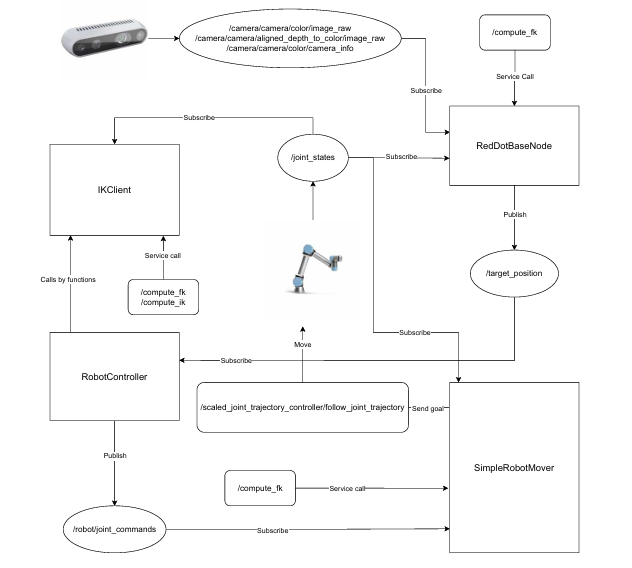 /camera/camera/color/image_raw
/camera/camera/aligned_depth_to_color/image_raw
/camera/camera/color/camera_info
/compute_fk
Service Call
Subscribe
Subscribe
/joint_states
Subscribe
RedDotBaseNode
IKClient
Publish
Service call
Calls by functions
/target_position
/compute_fk
/compute_ik
Subscribe
Move
Subscribe
RobotController
/scaled_joint_trajectory_controller/follow_joint_trajectory
Send goal
Publish
SimpleRobotMover
/compute_fk
Service call
/robot/joint_commands
Subscribe